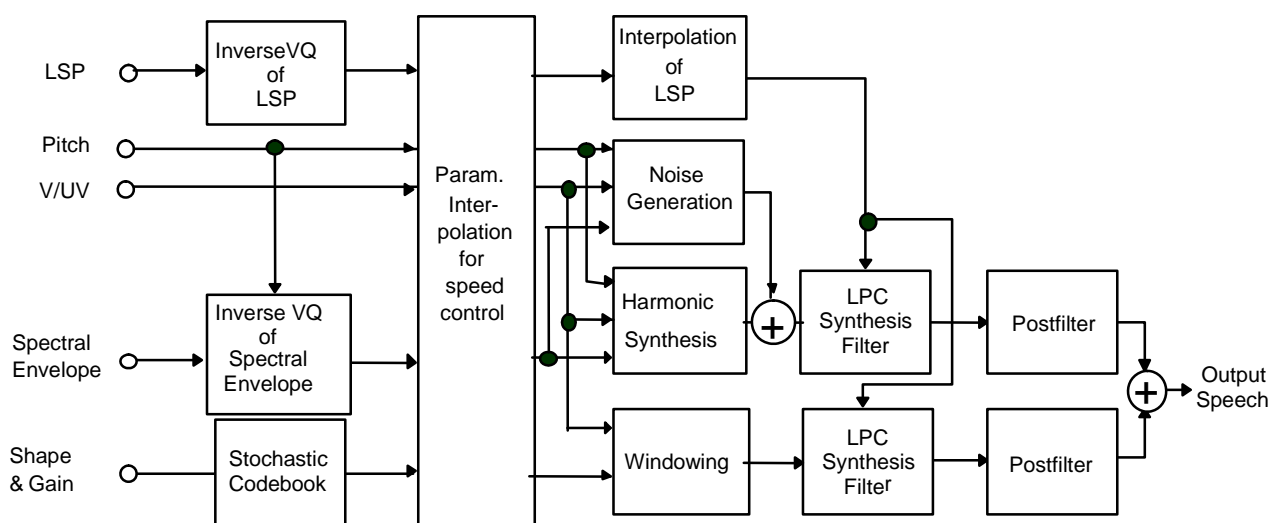 LSP
InverseVQ
of
LSP
Interpolation
of
LSP
Pitch
V/UV
Param.
Inter-
polation
for
speed
control
Noise
Generation
Spectral
Envelope
Inverse VQ
of
Spectral
Envelope
Harmonic
Synthesis
+
LPC
Synthesis
Filter
Postfilter
+
Output
Speech
Shape
& Gain
Stochastic
Codebook
Windowing
LPC
Synthesis
Filter
Postfilter